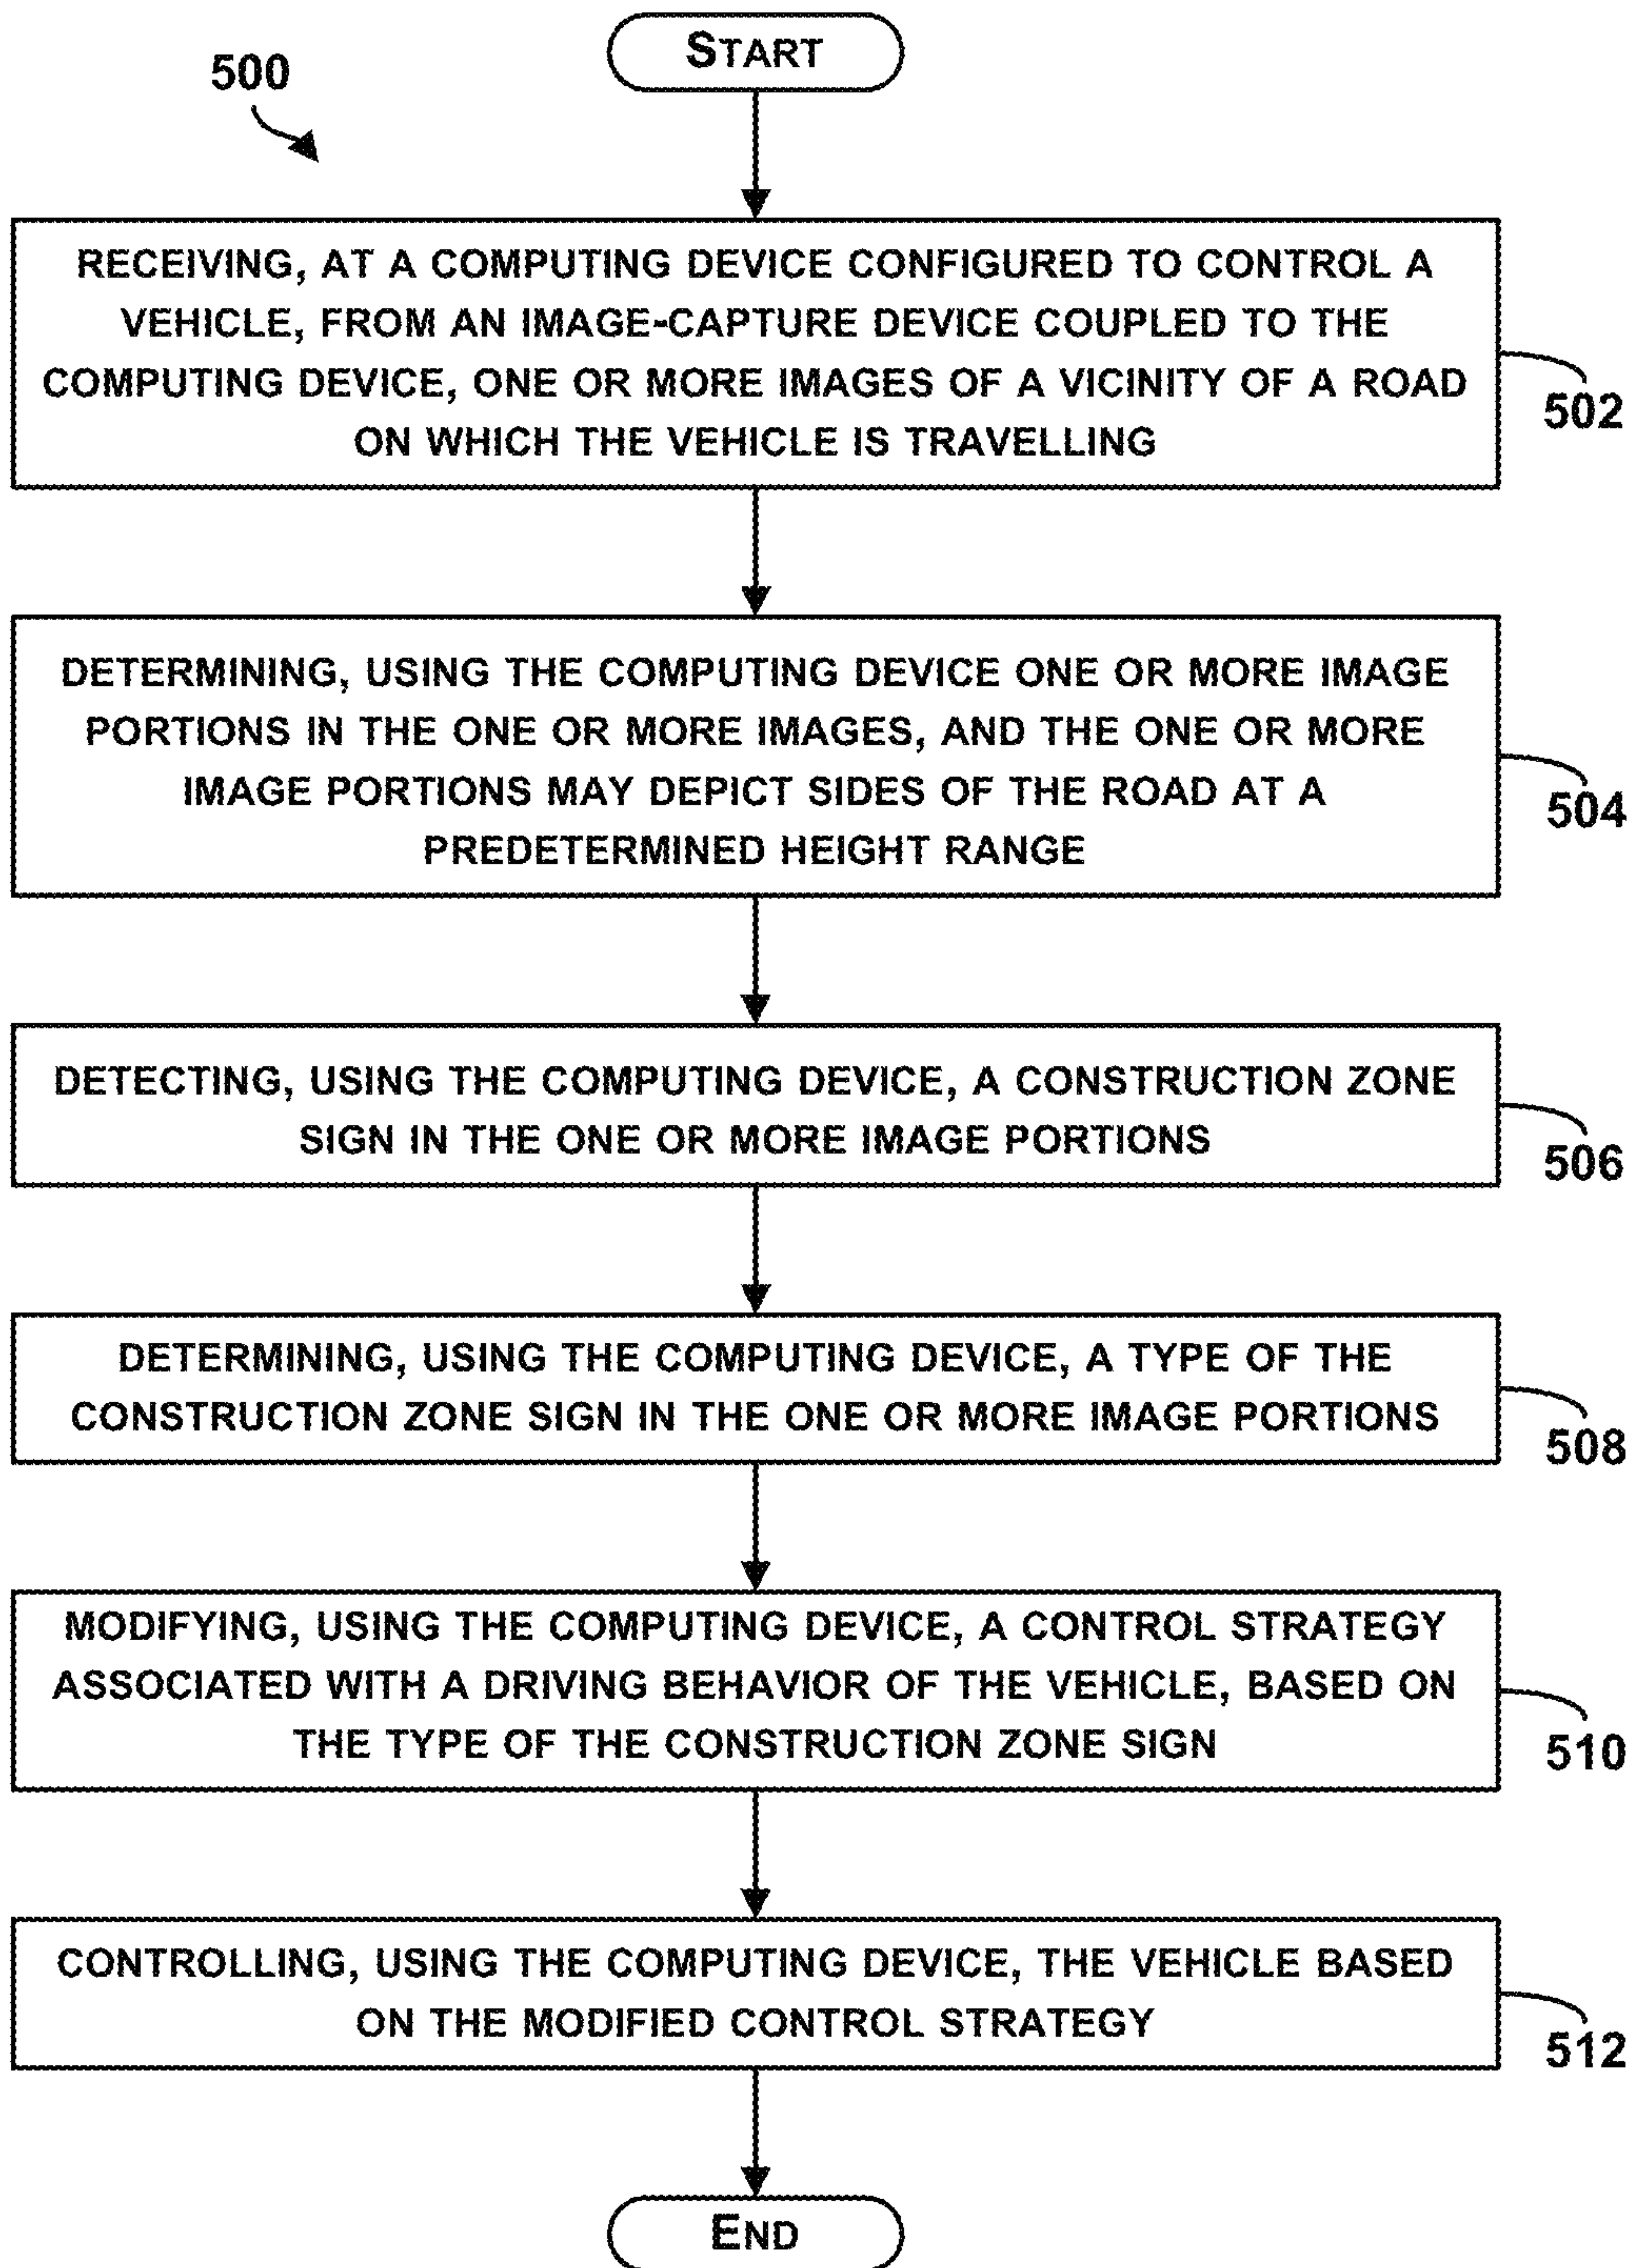 START
500
RECEIVING, AT A COMPUTING DEVICE CONFIGURED TO CONTROL A
VEHICLE, FROM AN IMAGE-CAPTURE DEVICE COUPLED TO THE
COMPUTING DEVICE, ONE OR MORE IMAGES OF A VICINITY OF A ROAD
ON WHICH THE VEHICLE IS TRAVELLING
502
DETERMINING, USING THE COMPUTING DEVICE ONE OR MORE IMAGE
PORTIONS IN THE ONE OR MORE IMAGES, AND THE ONE OR MORE
IMAGE PORTIONS MAY DEPICT SIDES OF THE ROAD AT A
PREDETERMINED HEIGHT RANGE
504
DETECTING, USING THE COMPUTING DEVICE, A CONSTRUCTION ZONE
SIGN IN THE ONE OR MORE IMAGE PORTIONS
506
DETERMINING, USING THE COMPUTING DEVICE, A TYPE OF THE
CONSTRUCTION ZONE SIGN IN THE ONE OR MORE IMAGE PORTIONS
508
MODIFYING, USING THE COMPUTING DEVICE, A CONTROL STRATEGY
ASSOCIATED WITH A DRIVING BEHAVIOR OF THE VEHICLE, BASED ON
THE TYPE OF THE CONSTRUCTION ZONE SIGN
510
CONTROLLING, USING THE COMPUTING DEVICE, THE VEHICLE BASED
ON THE MODIFIED CONTROL STRATEGY
512
END